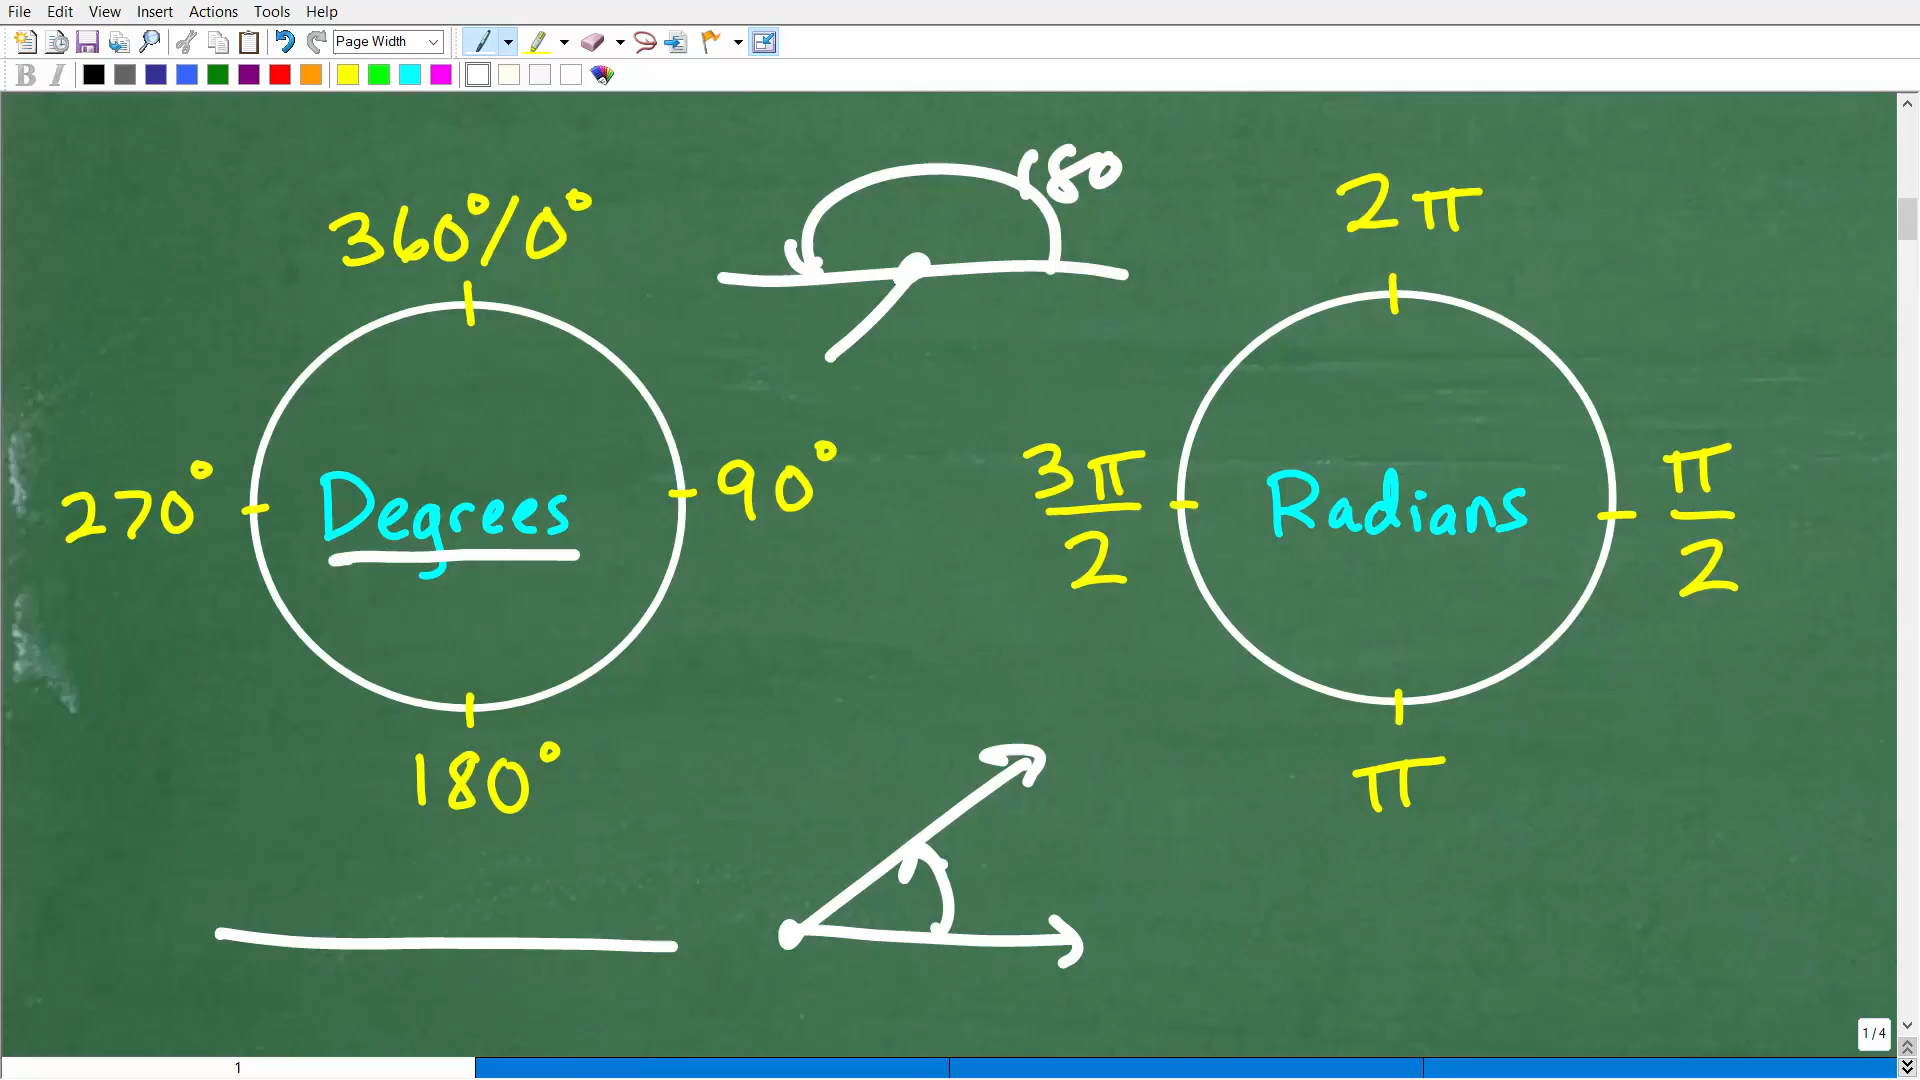 File Edit View Insert Actions Tools Help
Page Width
B I
180
360°/0°
2π
270°
Degrees
90°
3π
2
Radians
π
2
180°
π
1 / 4
1